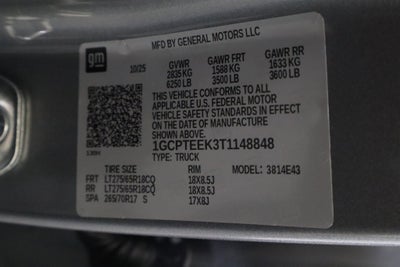 MFD BY GENERAL MOTORS LLC
gm
10/25 GVWR GAWR FRT GAWR RR
2835 KG 1588 KG 1633 KG
6250 LB 3500 LB 3600 LB
THIS VEHICLE CONFORMS TO ALL
APPLICABLE U.S. FEDERAL MOTOR
VEHICLE SAFETY STANDARDS IN EFFECT
ON THE DATE OF MANUFACTURE
SHOWN ABOVE.
1GCPTEEK3T1148848
TYPE: TRUCK
TIRE SIZE RIM MODEL: 3814E43
FRT LT275/65R18CQ 18X8.5J
RR LT275/65R18CQ 18X8.5J
SPA 265/70R17 S 17X8J